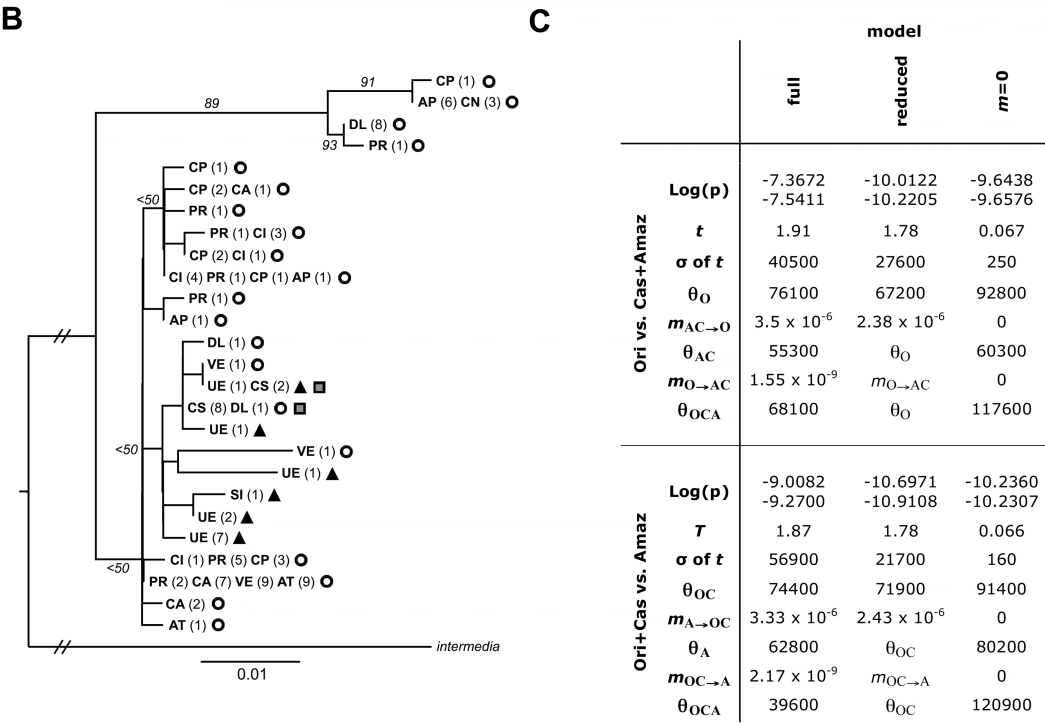 B
CP (1)
91
AP (6) CN (3)
89
DL (8)
93
PR (1)
CP (1)
CP (2) CA (1)
<50
PR (1)
PR (1) CI (3)
CP (2) CI (1)
CI (4) PR (1) CP (1) AP (1)
PR (1)
AP (1)
DL (1)
VE (1)
UE (1) CS (2)
CS (8) DL (1)
UE (1)
<50
VE (1)
UE (1)
SI (1)
UE (2)
UE (7)
CI (1) PR (5) CP (3)
<50
PR (2) CA (7) VE (9) AT (9)
CA (2)
AT (1)
intermedia
0.01
C
model
full reduced m=0
Ori vs. Cas+Amaz
Log(p) -7.3672 -10.0122 -9.6438
-7.5411 -10.2205 -9.6576
t 1.91 1.78 0.067
σ of t 40500 27600 250
θO 76100 67200 92800
mAC→O 3.5 x 10-6 2.38 x 10-6 0
θAC 55300 θO 60300
mO→AC 1.55 x 10-9 mO→AC 0
θOCA 68100 θO 117600
Ori+Cas vs. Amaz
Log(p) -9.0082 -10.6971 -10.2360
-9.2700 -10.9108 -10.2307
T 1.87 1.78 0.066
σ of t 56900 21700 160
θOC 74400 71900 91400
mA→OC 3.33 x 10-6 2.43 x 10-6 0
θA 62800 θOC 80200
mOC→A 2.17 x 10-9 mOC→A 0
θOCA 39600 θOC 120900